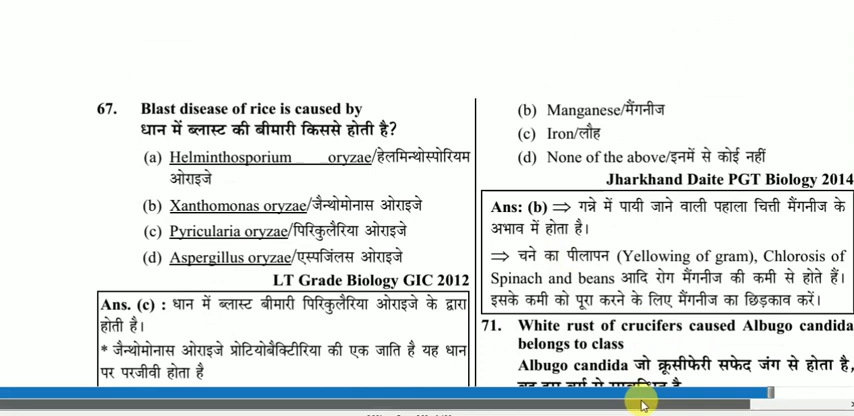 67. Blast disease of rice is caused by
धान में ब्लास्ट की बीमारी किससे होती है?
(a) Helminthosporium oryzae/हेलमिन्थोस्पोरियम
ओराइजे
(b) Xanthomonas oryzae/जैन्थोमोनास ओराइजे
(c) Pyricularia oryzae/पिरिकुलैरिया ओराइजे
(d) Aspergillus oryzae/एस्पजिंलस ओराइजे
LT Grade Biology GIC 2012
Ans. (c) : धान में ब्लास्ट बीमारी पिरिकुलैरिया ओराइजे के द्वारा
होती है।
* जैन्थोमोनास ओराइजे प्रोटियोबैक्टीरिया की एक जाति है यह धान
पर परजीवी होता है
(b) Manganese/मैंगनीज
(c) Iron/लौह
(d) None of the above/इनमें से कोई नहीं
Jharkhand Daite PGT Biology 2014
Ans: (b) ⇒ गन्ने में पायी जाने वाली पहाला चित्ती मैंगनीज के
अभाव में होता है।
⇒ चने का पीलापन (Yellowing of gram), Chlorosis of
Spinach and beans आदि रोग मैंगनीज की कमी से होते हैं।
इसके कमी को पूरा करने के लिए मैंगनीज का छिड़काव करें।
71. White rust of crucifers caused Albugo candida
belongs to class
Albugo candida जो क्रूसीफेरी सफेद जंग से होता है,